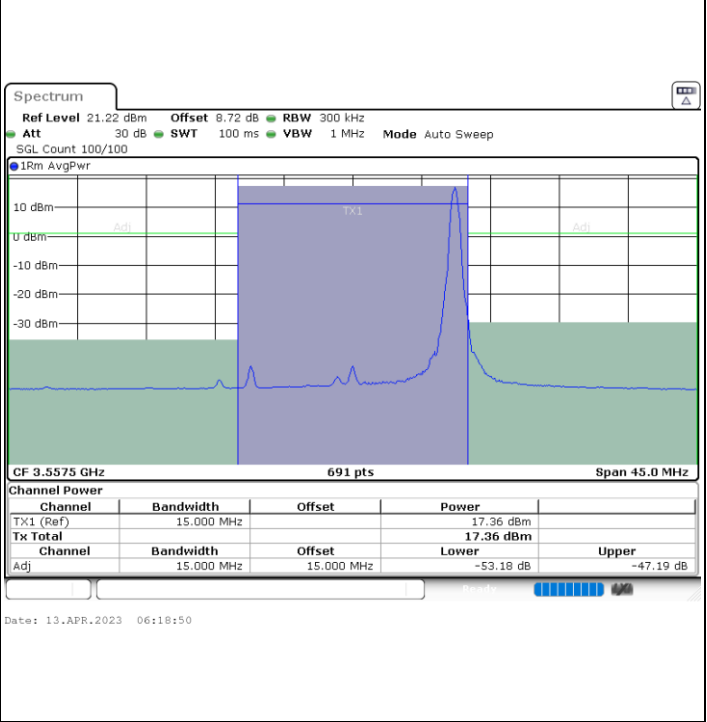 Spectrum
Ref Level 21.22 dBm Offset 8.72 dB RBW 300 kHz
Att 30 dB SWT 100 ms VBW 1 MHz Mode Auto Sweep
SGL Count 100/100
1Rm AvgPwr
10 dBm
TX1
Adj Adj
0 dBm
-10 dBm
-20 dBm
-30 dBm
CF 3.5575 GHz 691 pts Span 45.0 MHz
Channel Power
Channel Bandwidth Offset Power
TX1 (Ref) 15.000 MHz 17.36 dBm
Tx Total 17.36 dBm
Channel Bandwidth Offset Lower Upper
Adj 15.000 MHz 15.000 MHz -53.18 dB -47.19 dB
Ready
Date: 13.APR.2023 06:18:50